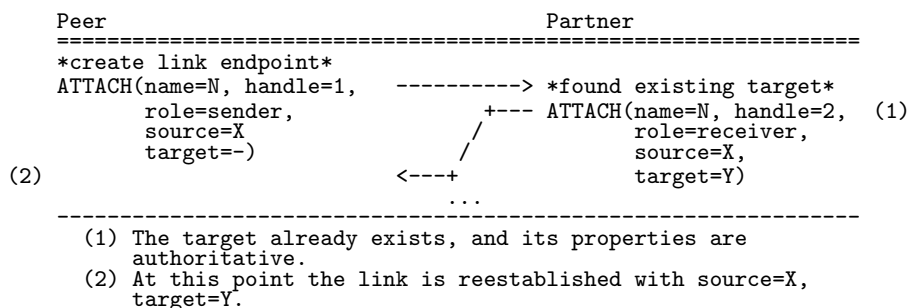 Peer Partner
=================================================================
*create link endpoint*
ATTACH(name=N, handle=1, ----------> *found existing target*
role=sender, +--- ATTACH(name=N, handle=2, (1)
source=X / role=receiver,
target=-) / source=X,
(2) <---+ target=Y)
...
-----------------------------------------------------------------
(1) The target already exists, and its properties are
authoritative.
(2) At this point the link is reestablished with source=X,
target=Y.